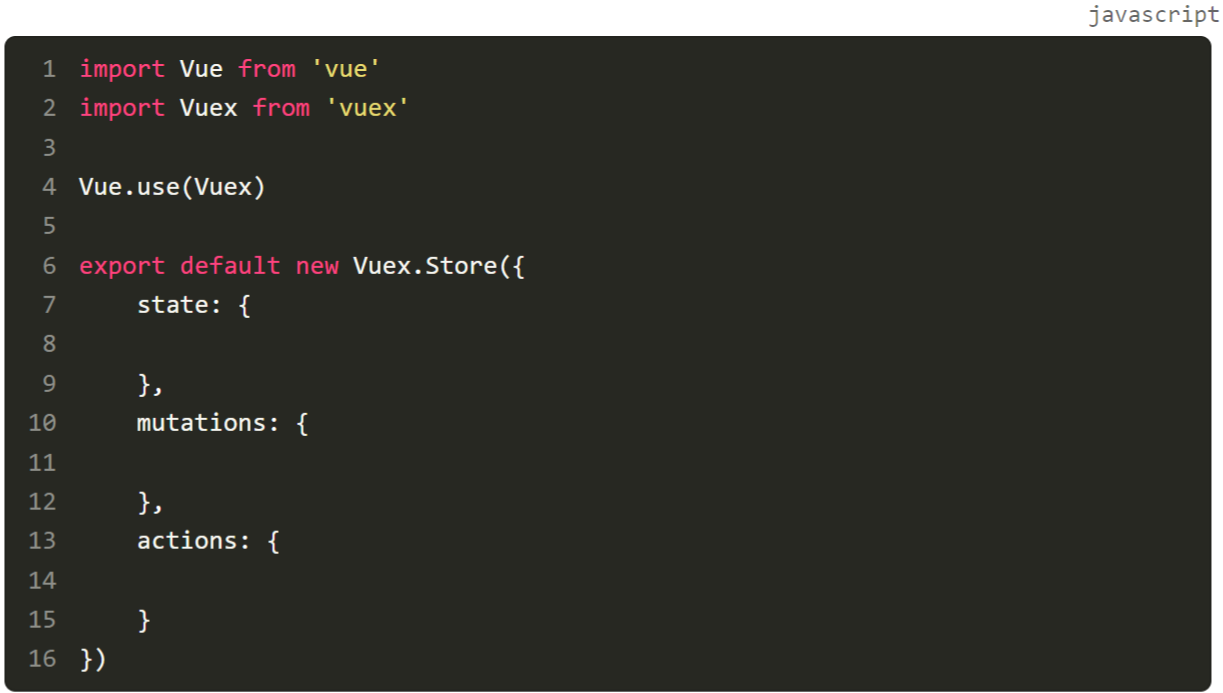 javascript
1 import Vue from 'vue'
2 import Vuex from 'vuex'
3
4 Vue.use(Vuex)
5
6 export default new Vuex.Store({
7     state: {
8
9     },
10     mutations: {
11
12     },
13     actions: {
14
15     }
16 })